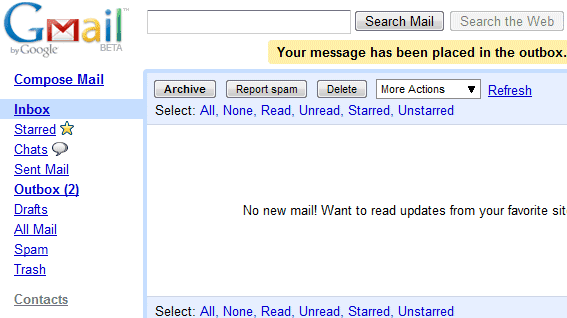 Gmail™
by Google BETA
Search Mail Search the Web
Your message has been placed in the outbox.
Compose Mail
Archive Report spam Delete More Actions Refresh
Select: All, None, Read, Unread, Starred, Unstarred
Inbox
Starred
Chats
Sent Mail
Outbox (2)
Drafts
All Mail
Spam
Trash
Contacts
No new mail! Want to read updates from your favorite sit
Select: All, None, Read, Unread, Starred, Unstarred